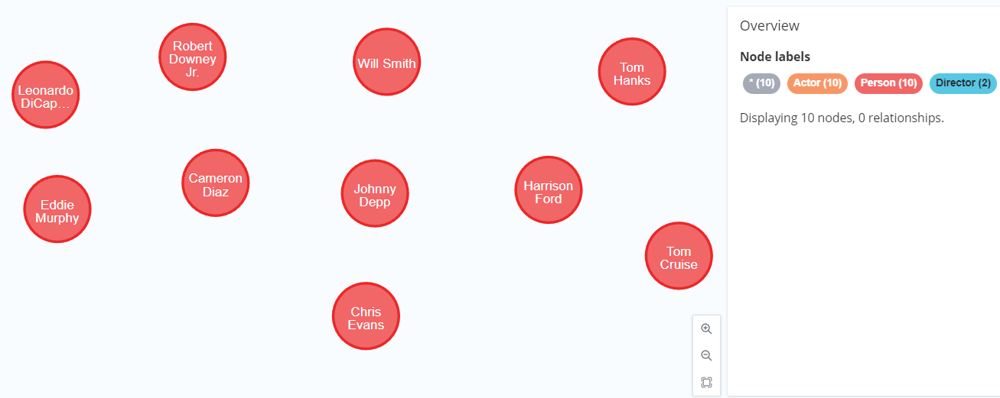 Leonardo
DiCap...
Robert
Downey
Jr.
Will Smith
Tom
Hanks
Eddie
Murphy
Cameron
Diaz
Johnny
Depp
Harrison
Ford
Tom
Cruise
Chris
Evans
Overview
Node labels
* (10) Actor (10) Person (10) Director (2)
Displaying 10 nodes, 0 relationships.